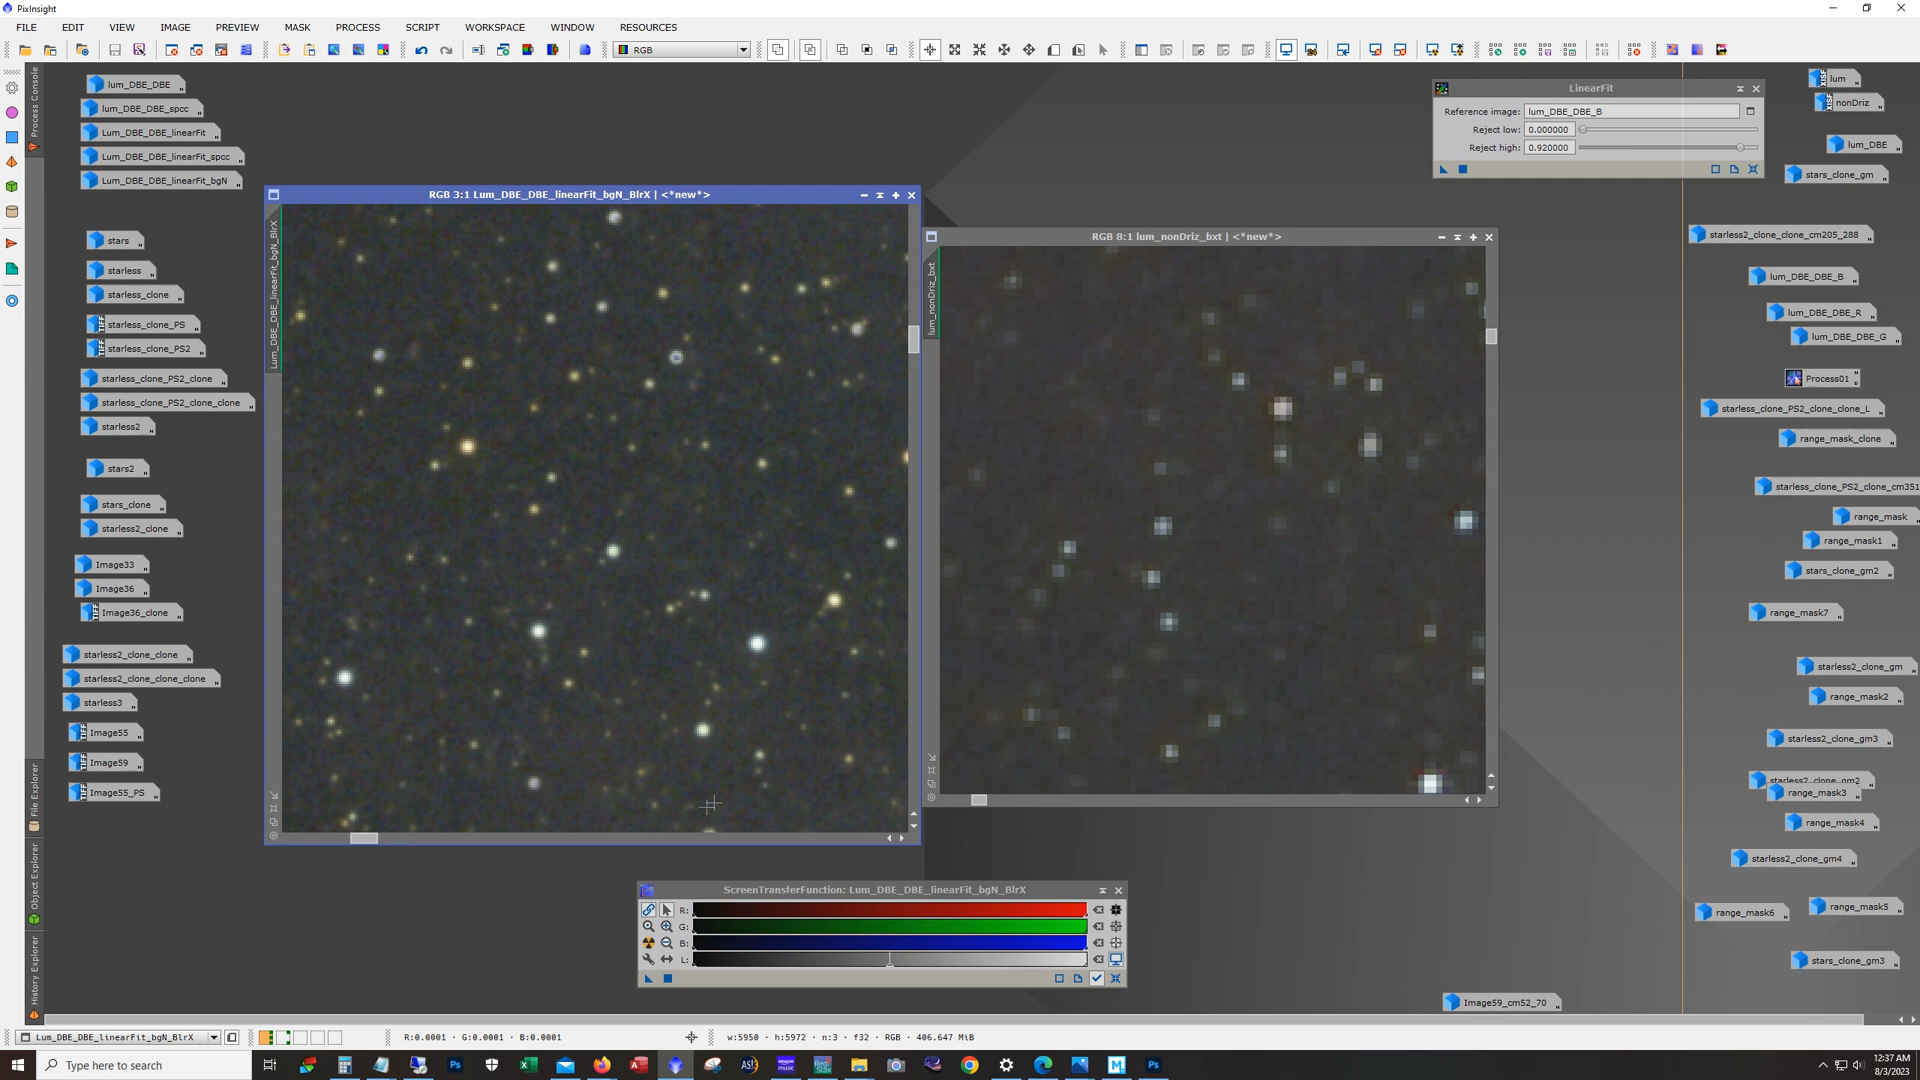 PixInsight
FILE EDIT VIEW IMAGE PREVIEW MASK PROCESS SCRIPT WORKSPACE WINDOW RESOURCES
RGB
Process Console
File Explorer
Object Explorer
History Explorer
lum_DBE_DBE
lum_DBE_DBE_spcc
Lum_DBE_DBE_linearFit
Lum_DBE_DBE_linearFit_spcc
Lum_DBE_DBE_linearFit_bgN
stars
starless
starless_clone
starless_clone_PS
starless_clone_PS2
starless_clone_PS2_clone
starless_clone_PS2_clone_clone
starless2
stars2
stars_clone
starless2_clone
Image33
Image36
Image36_clone
starless2_clone_clone
starless2_clone_clone_clone
starless3
Image55
Image59
Image55_PS
RGB 3:1 Lum_DBE_DBE_linearFit_bgN_BlrX | <*new*>
Lum_DBE_DBE_linearFit_bgN_BlrX
RGB 8:1 lum_nonDriz_bxt | <*new*>
lum_nonDriz_bxt
LinearFit
Reference image: lum_DBE_DBE_B
Reject low: 0.000000
Reject high: 0.920000
lum
nonDriz
lum_DBE
stars_clone_gm
starless2_clone_clone_cm205_288
lum_DBE_DBE_B
lum_DBE_DBE_R
lum_DBE_DBE_G
Process01
starless_clone_PS2_clone_clone_L
range_mask_clone
starless_clone_PS2_clone_cm351
range_mask
range_mask1
stars_clone_gm2
range_mask7
starless2_clone_gm
range_mask2
starless2_clone_gm3
starless2_clone_gm2
range_mask3
range_mask4
starless2_clone_gm4
range_mask5
range_mask6
stars_clone_gm3
Image59_cm52_70
ScreenTransferFunction: Lum_DBE_DBE_linearFit_bgN_BlrX
R:
G:
B:
L:
Lum_DBE_DBE_linearFit_bgN_BlrX
R:0.0001 · G:0.0001 · B:0.0001
w:5950 · h:5972 · n:3 · f32 · RGB · 406.647 MiB
Type here to search
12:37 AM
8/3/2023